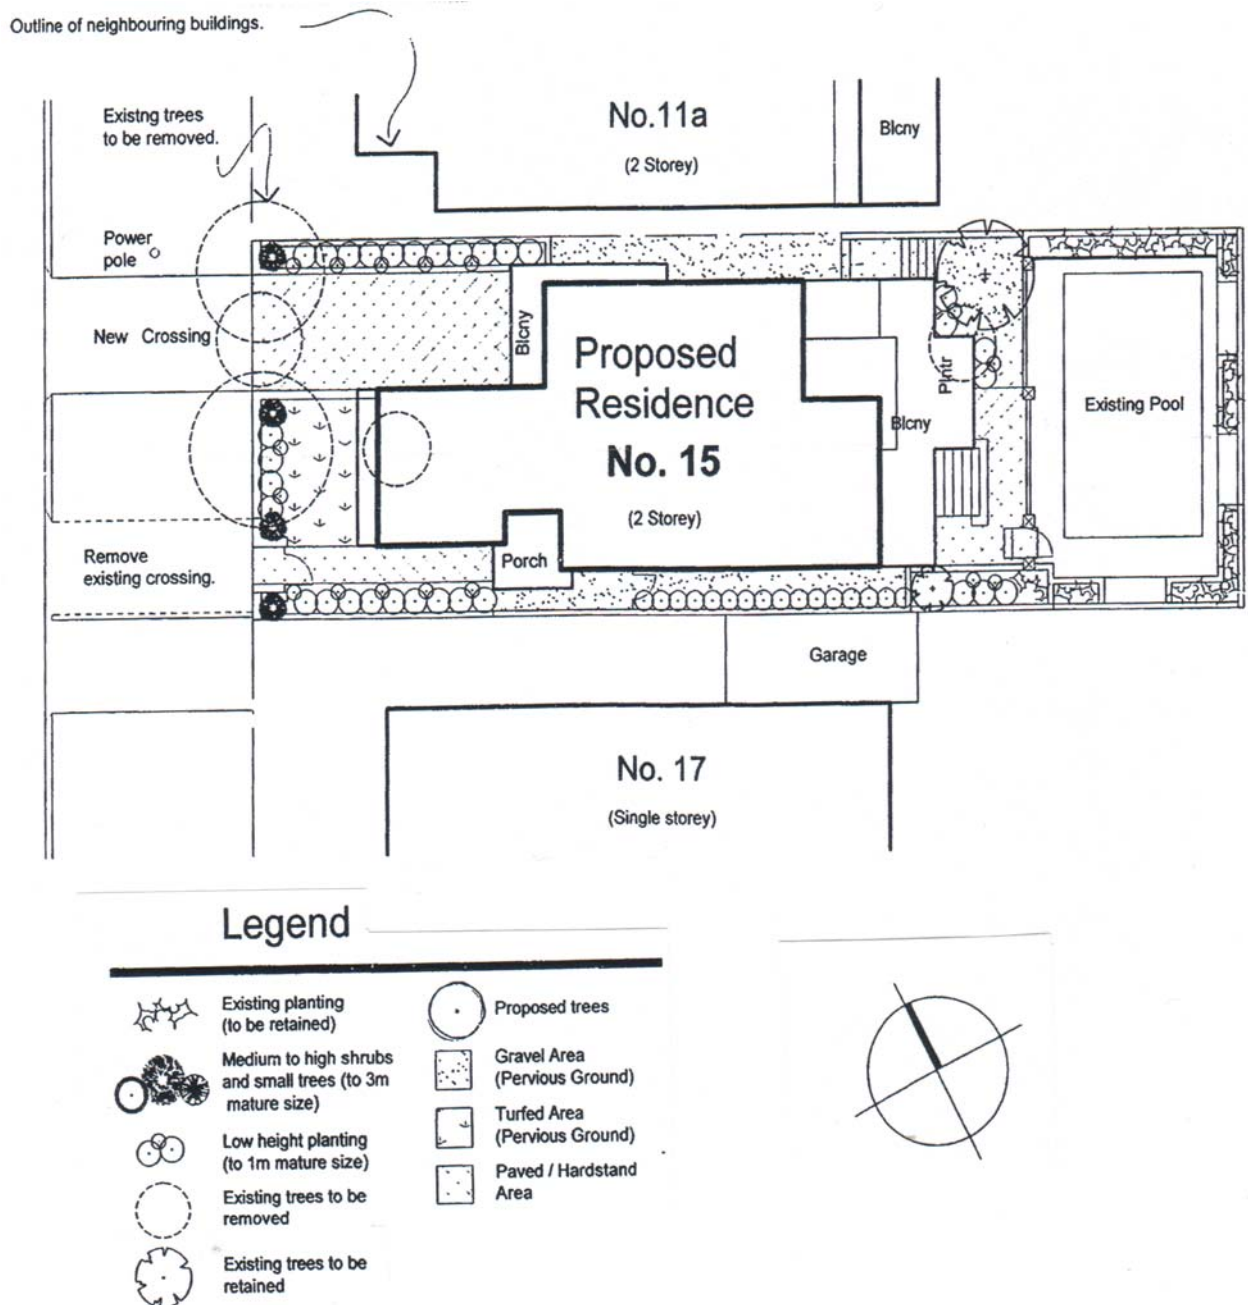 Outline of neighbouring buildings.
Existng trees
to be removed.
No.11a
(2 Storey)
Blcny
Power
pole
New Crossing
Blcny
Proposed
Residence
No. 15
(2 Storey)
Plntr
Blcny
Existing Pool
Remove
existing crossing.
Porch
Garage
No. 17
(Single storey)
Legend
Existing planting
(to be retained)
Medium to high shrubs
and small trees (to 3m
mature size)
Low height planting
(to 1m mature size)
Existing trees to be
removed
Existing trees to be
retained
Proposed trees
Gravel Area
(Pervious Ground)
Turfed Area
(Pervious Ground)
Paved / Hardstand
Area